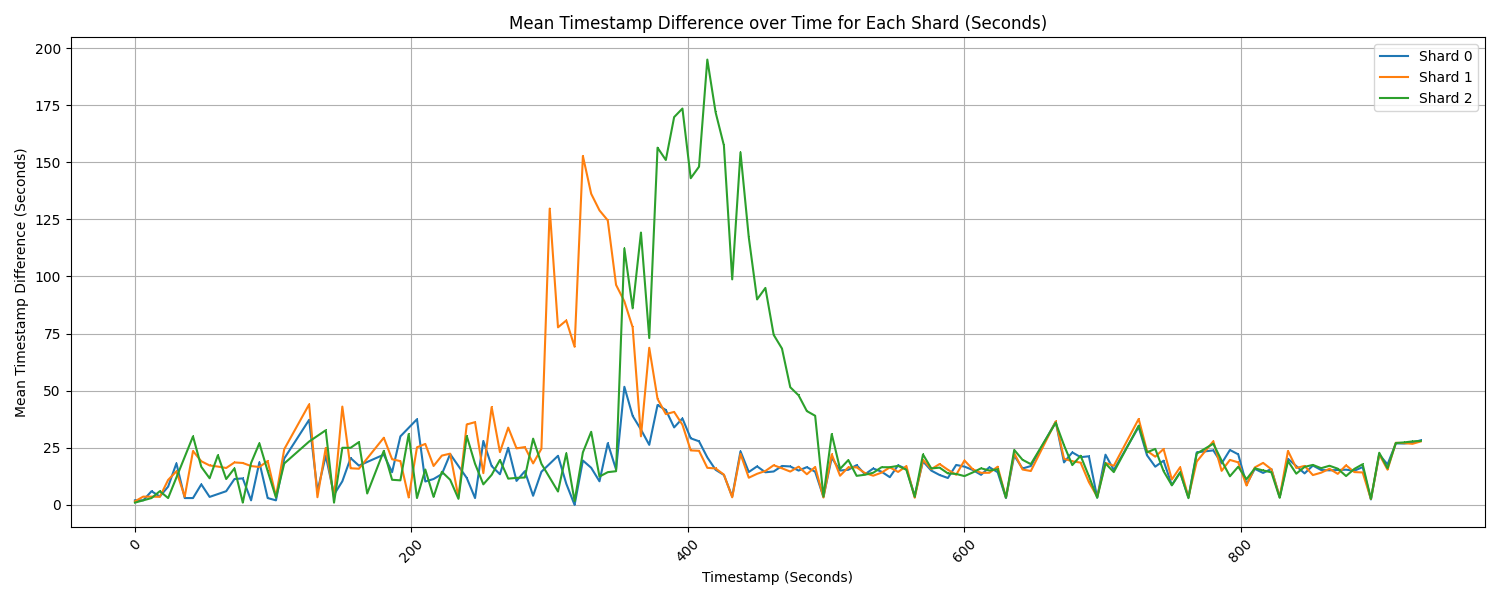 Mean Timestamp Difference over Time for Each Shard (Seconds)
Mean Timestamp Difference (Seconds)
200
175
150
125
100
75
50
25
0
Shard 0
Shard 1
Shard 2
0
200
400
600
800
Timestamp (Seconds)